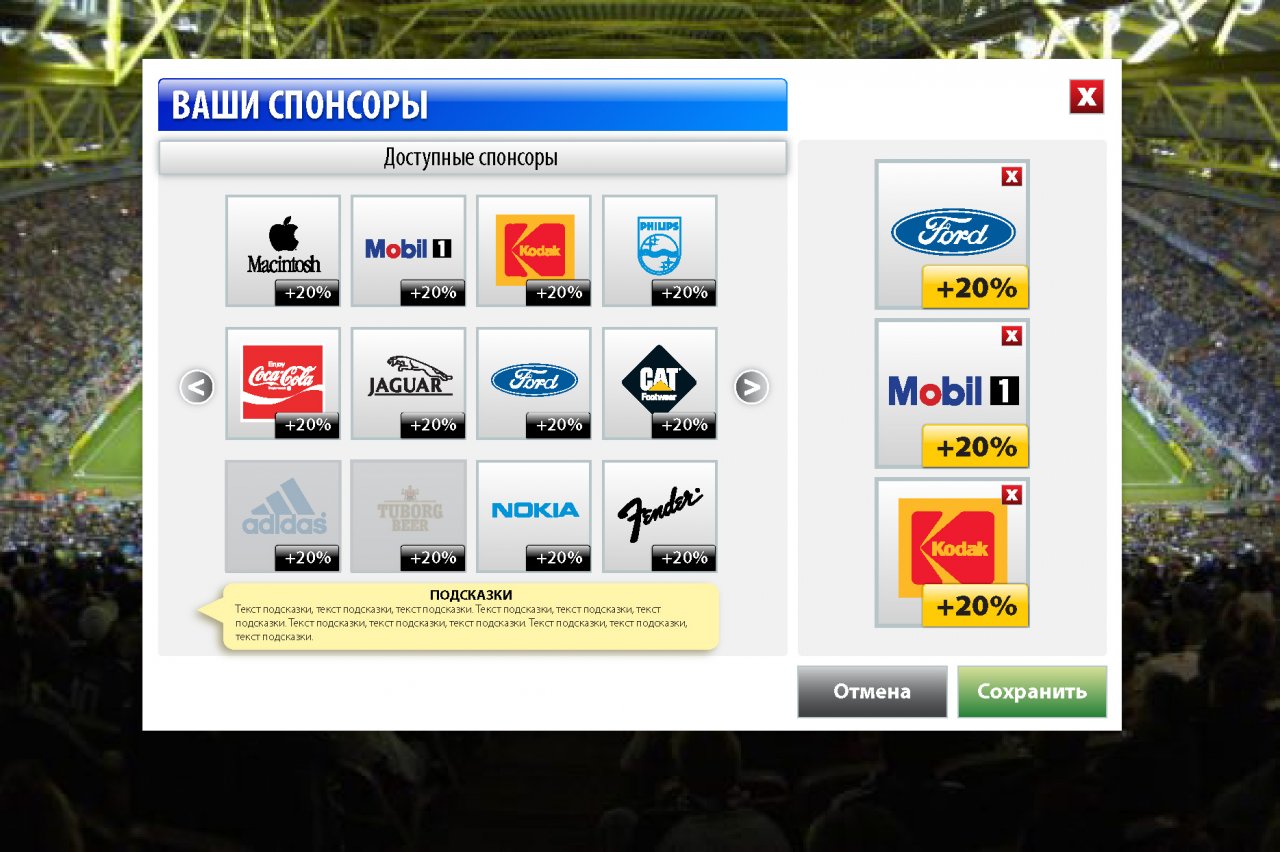 ВАШИ СПОНСОРЫ
X
Доступные спонсоры
Macintosh
+20%
Mobil 1
+20%
Kodak
+20%
PHILIPS
+20%
Enjoy
Coca-Cola
+20%
JAGUAR
+20%
Ford
+20%
CAT
Footwear
+20%
<
>
adidas
+20%
TUBORG
BEER
+20%
NOKIA
+20%
Fender
+20%
ПОДСКАЗКИ
Текст подсказки, текст подсказки, текст подсказки. Текст подсказки, текст подсказки, текст
подсказки. Текст подсказки, текст подсказки, текст подсказки. Текст подсказки, текст подсказки,
текст подсказки.
X
Ford
+20%
X
Mobil 1
+20%
X
Kodak
+20%
Отмена
Сохранить